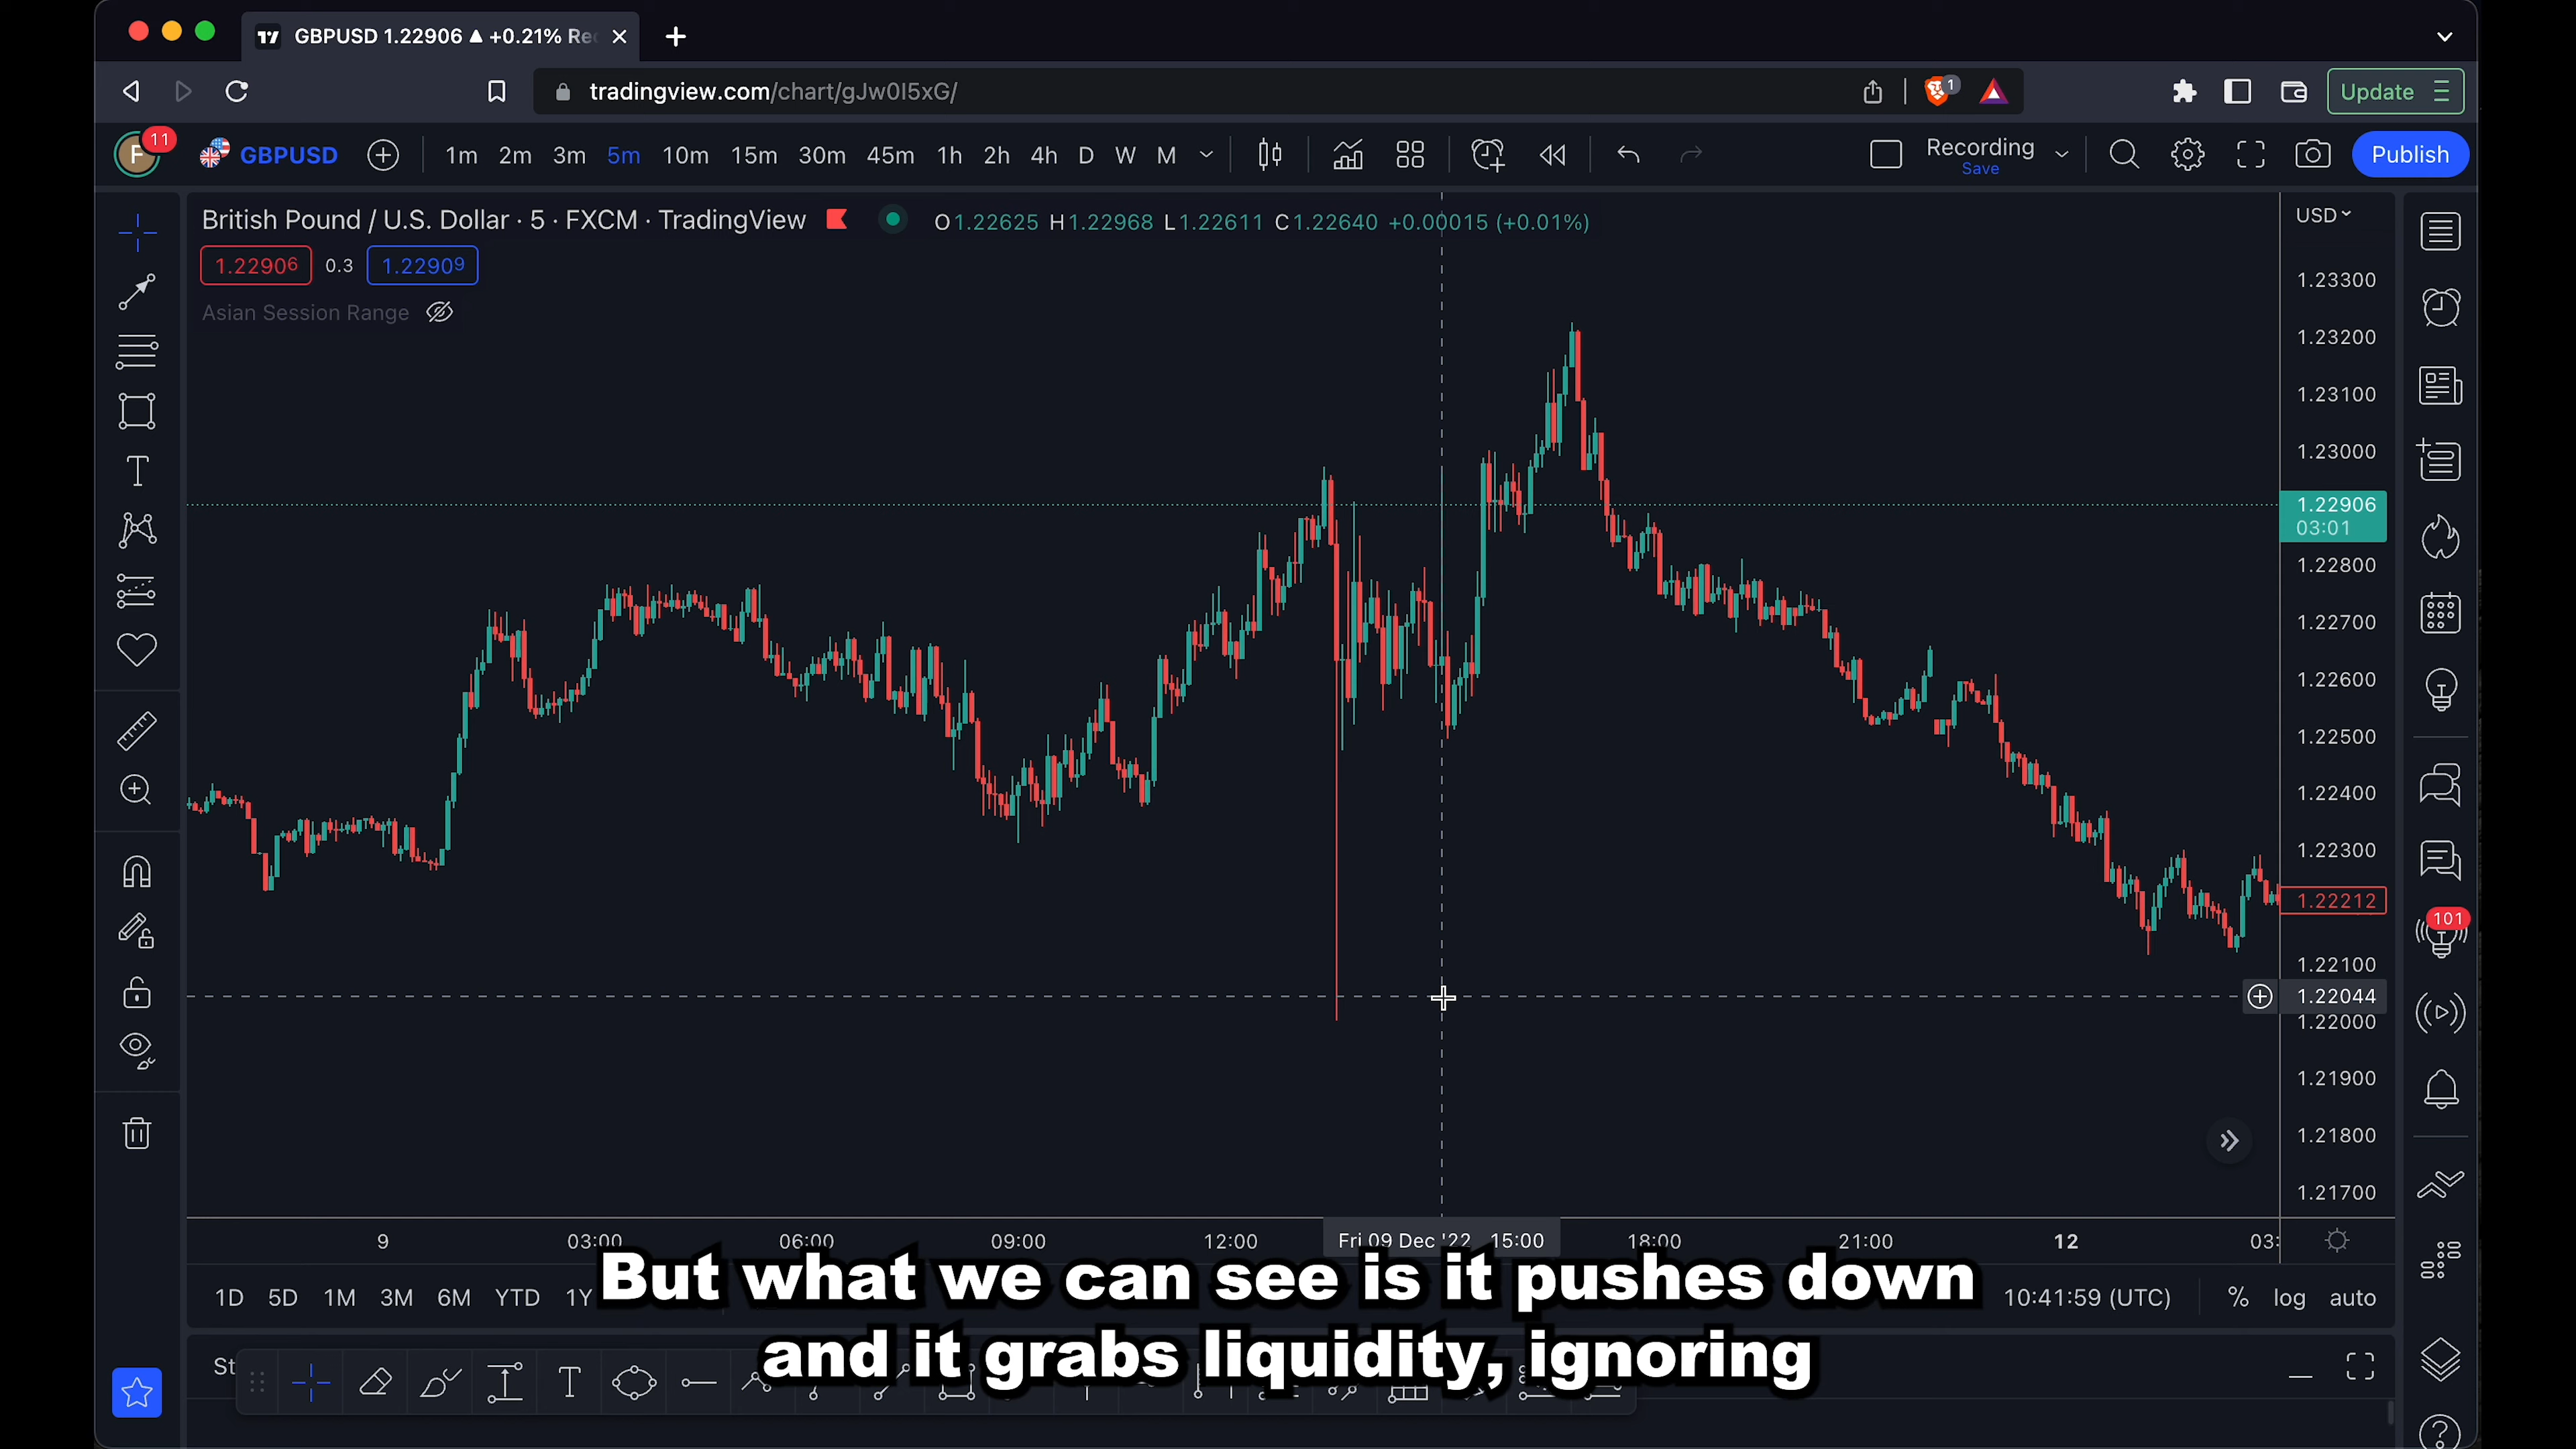 GBPUSD 1.22906 ▲ +0.21% Rec
tradingview.com/chart/gJw0I5xG/
1
Update
F
11
GBPUSD
1m 2m 3m 5m 10m 15m 30m 45m 1h 2h 4h D W M
Recording
Save
Publish
British Pound / U.S. Dollar · 5 · FXCM · TradingView
O1.22625 H1.22968 L1.22611 C1.22640 +0.00015 (+0.01%)
USD
1.22906 0.3 1.22909
Asian Session Range
1.23300
1.23200
1.23100
1.23000
1.22906
03:01
1.22800
1.22700
1.22600
1.22500
1.22400
1.22300
1.22212
1.22100
1.22044
1.22000
1.21900
1.21800
1.21700
101
9 03:00 06:00 09:00 12:00 Fri 09 Dec '22 15:00 18:00 21:00 12 03:
1D 5D 1M 3M 6M YTD 1Y
10:41:59 (UTC) % log auto
But what we can see is it pushes down
and it grabs liquidity, ignoring
St